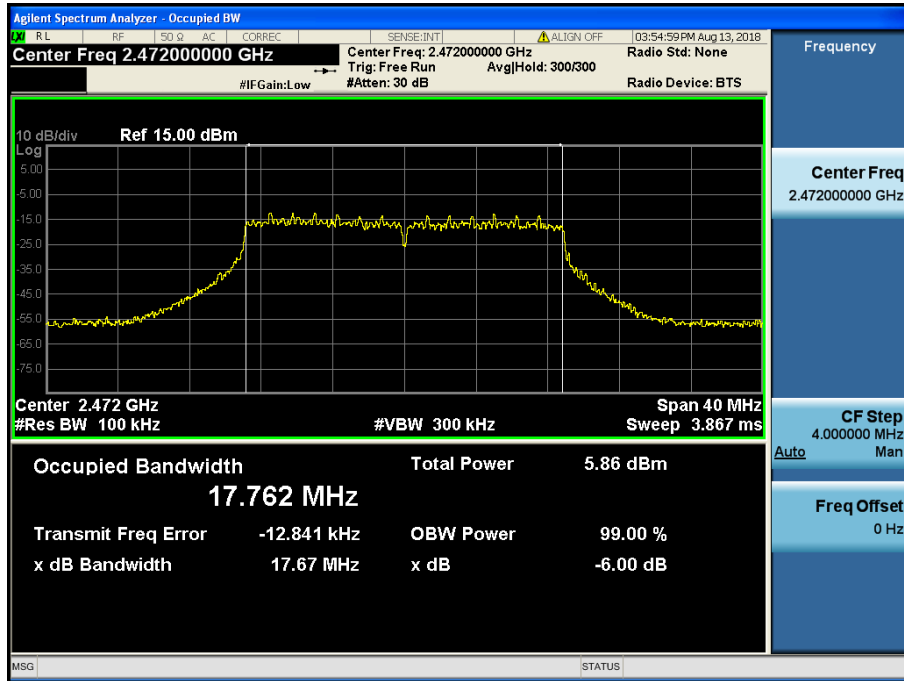 Agilent Spectrum Analyzer - Occupied BW
LXI RL RF 50 Ω AC CORREC SENSE:INT ALIGN OFF 03:54:59 PM Aug 13, 2018
Center Freq 2.472000000 GHz
Center Freq: 2.472000000 GHz Radio Std: None
Trig: Free Run Avg|Hold: 300/300
#IFGain:Low #Atten: 30 dB Radio Device: BTS
10 dB/div Ref 15.00 dBm
Log
5.00
-5.00
-15.0
-25.0
-35.0
-45.0
-55.0
-65.0
-75.0
Center 2.472 GHz Span 40 MHz
#Res BW 100 kHz #VBW 300 kHz Sweep 3.867 ms
Occupied Bandwidth Total Power 5.86 dBm
17.762 MHz
Transmit Freq Error -12.841 kHz OBW Power 99.00 %
x dB Bandwidth 17.67 MHz x dB -6.00 dB
MSG STATUS
Frequency
Center Freq
2.472000000 GHz
CF Step
4.000000 MHz
Auto Man
Freq Offset
0 Hz